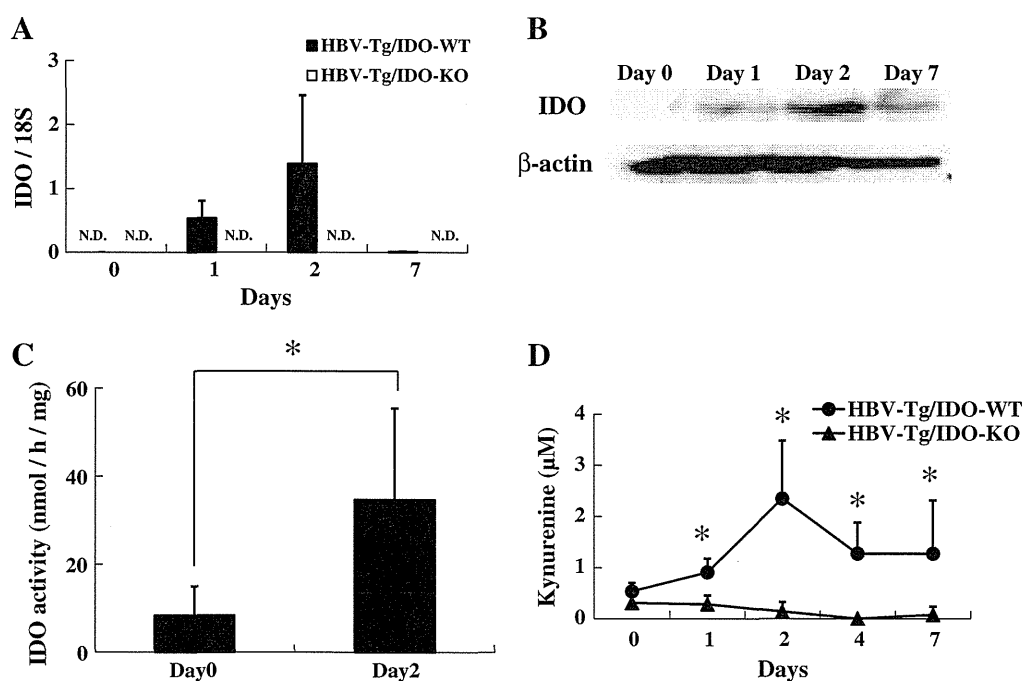 A
HBV-Tg/IDO-WT
HBV-Tg/IDO-KO
IDO / 18S
3
2
1
0
N.D. N.D. N.D. N.D. N.D.
0 1 2 7
Days
B
Day 0 Day 1 Day 2 Day 7
IDO
β-actin
C
*
IDO activity (nmol / h / mg)
60
40
20
0
Day0 Day2
D
HBV-Tg/IDO-WT
HBV-Tg/IDO-KO
Kynurenine (μM)
4
3
2
1
0
* * * *
0 1 2 4 7
Days